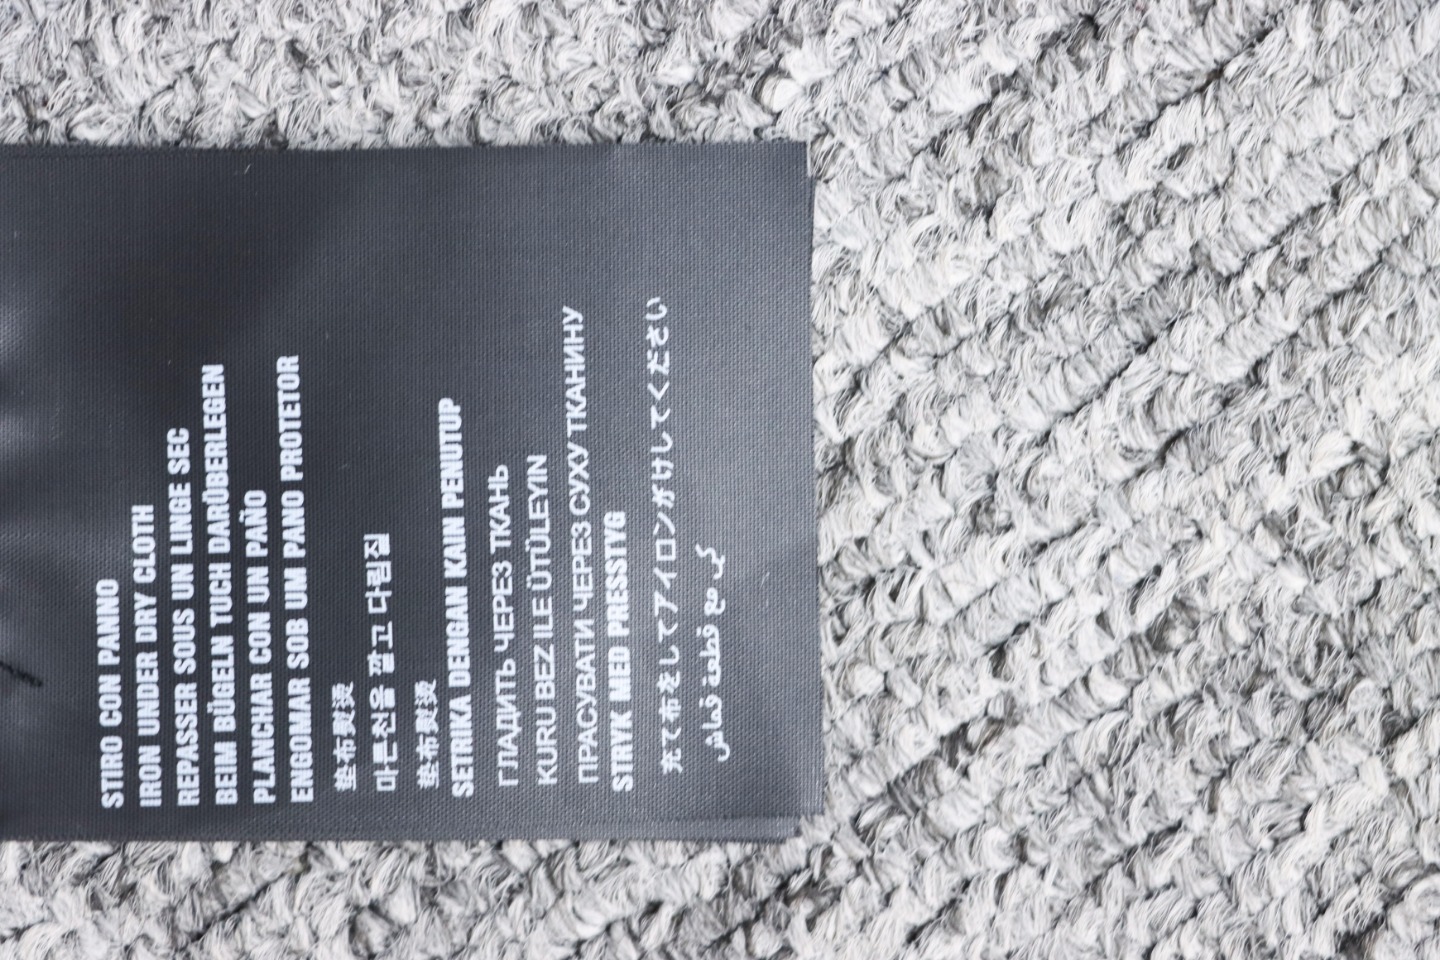 STIRO CON PANNO
IRON UNDER DRY CLOTH
REPASSER SOUS UN LINGE SEC
BEIM BÜGELN TUCH DARÜBERLEGEN
PLANCHAR CON UN PAÑO
ENGOMAR SOB UM PANO PROTETOR
垫布熨烫
마른천을 깔고 다림질
垫布熨烫
SETRIKA DENGAN KAIN PENUTUP
ГЛАДИТЬ ЧЕРЕЗ ТКАНЬ
KURU BEZ ILE ÜTÜLEYIN
ПРАСУВАТИ ЧЕРЕЗ СУХУ ТКАНИНУ
STRYK MED PRESSTYG
充て布をしてアイロンがけしてください
كي مع قطعة قماش